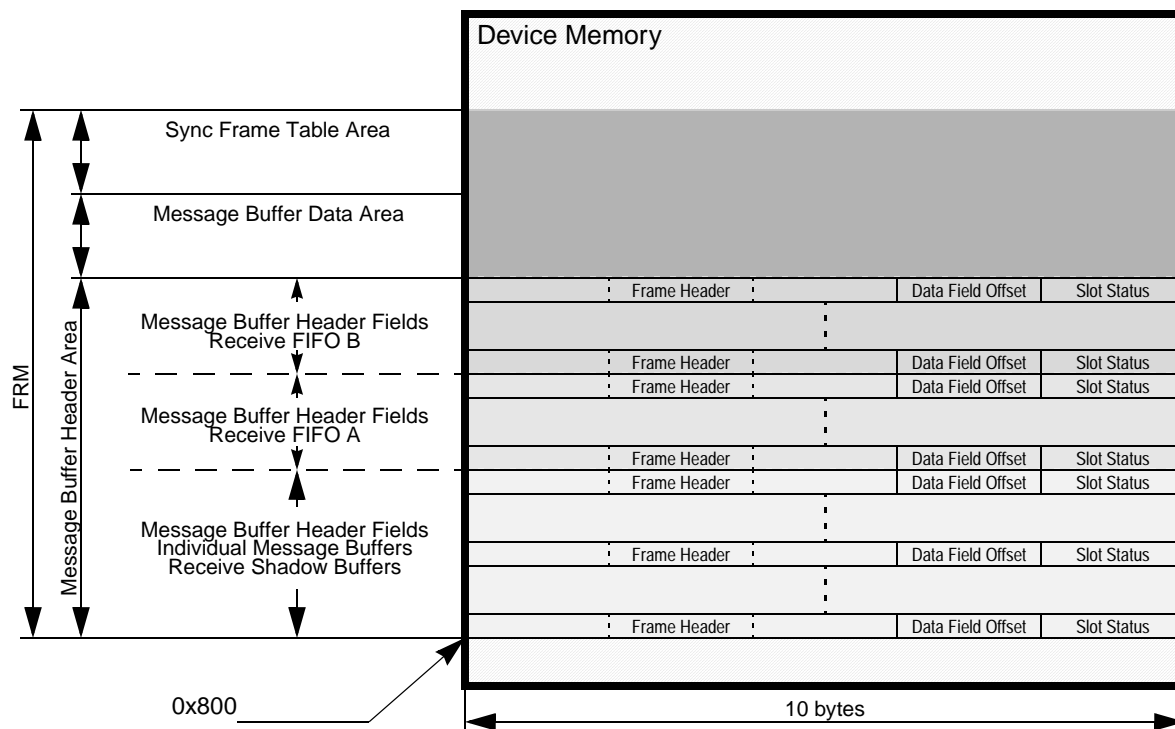 Device Memory
Sync Frame Table Area
Message Buffer Data Area
Frame Header Data Field Offset Slot Status
Message Buffer Header Fields
Receive FIFO B
Frame Header Data Field Offset Slot Status
Frame Header Data Field Offset Slot Status
FRM
Message Buffer Header Area
Message Buffer Header Fields
Receive FIFO A
Frame Header Data Field Offset Slot Status
Frame Header Data Field Offset Slot Status
Message Buffer Header Fields
Individual Message Buffers
Receive Shadow Buffers
Frame Header Data Field Offset Slot Status
Frame Header Data Field Offset Slot Status
0x800
10 bytes